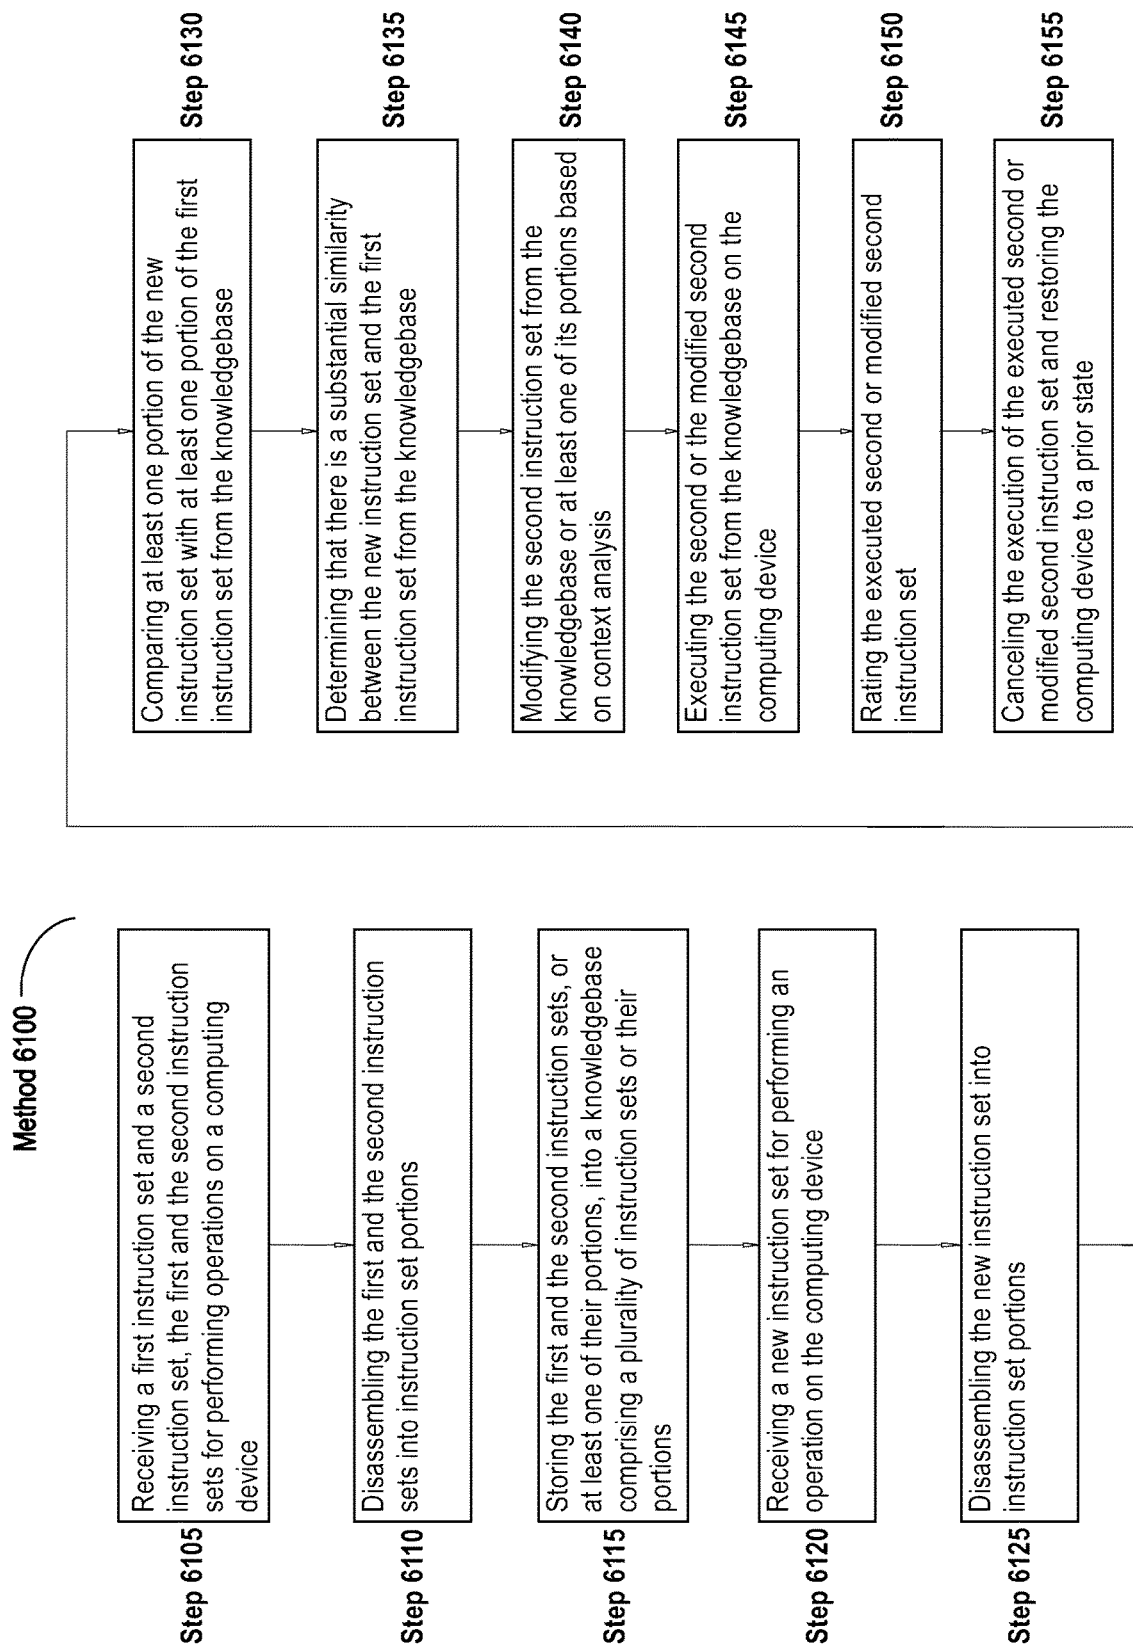 Method 6100
Step 6105
Receiving a first instruction set and a second
instruction set, the first and the second instruction
sets for performing operations on a computing
device
Step 6110
Disassembling the first and the second instruction
sets into instruction set portions
Step 6115
Storing the first and the second instruction sets, or
at least one of their portions, into a knowledgebase
comprising a plurality of instruction sets or their
portions
Step 6120
Receiving a new instruction set for performing an
operation on the computing device
Step 6125
Disassembling the new instruction set into
instruction set portions
Comparing at least one portion of the new
instruction set with at least one portion of the first
instruction set from the knowledgebase
Step 6130
Determining that there is a substantial similarity
between the new instruction set and the first
instruction set from the knowledgebase
Step 6135
Modifying the second instruction set from the
knowledgebase or at least one of its portions based
on context analysis
Step 6140
Executing the second or the modified second
instruction set from the knowledgebase on the
computing device
Step 6145
Rating the executed second or modified second
instruction set
Step 6150
Canceling the execution of the executed second or
modified second instruction set and restoring the
computing device to a prior state
Step 6155